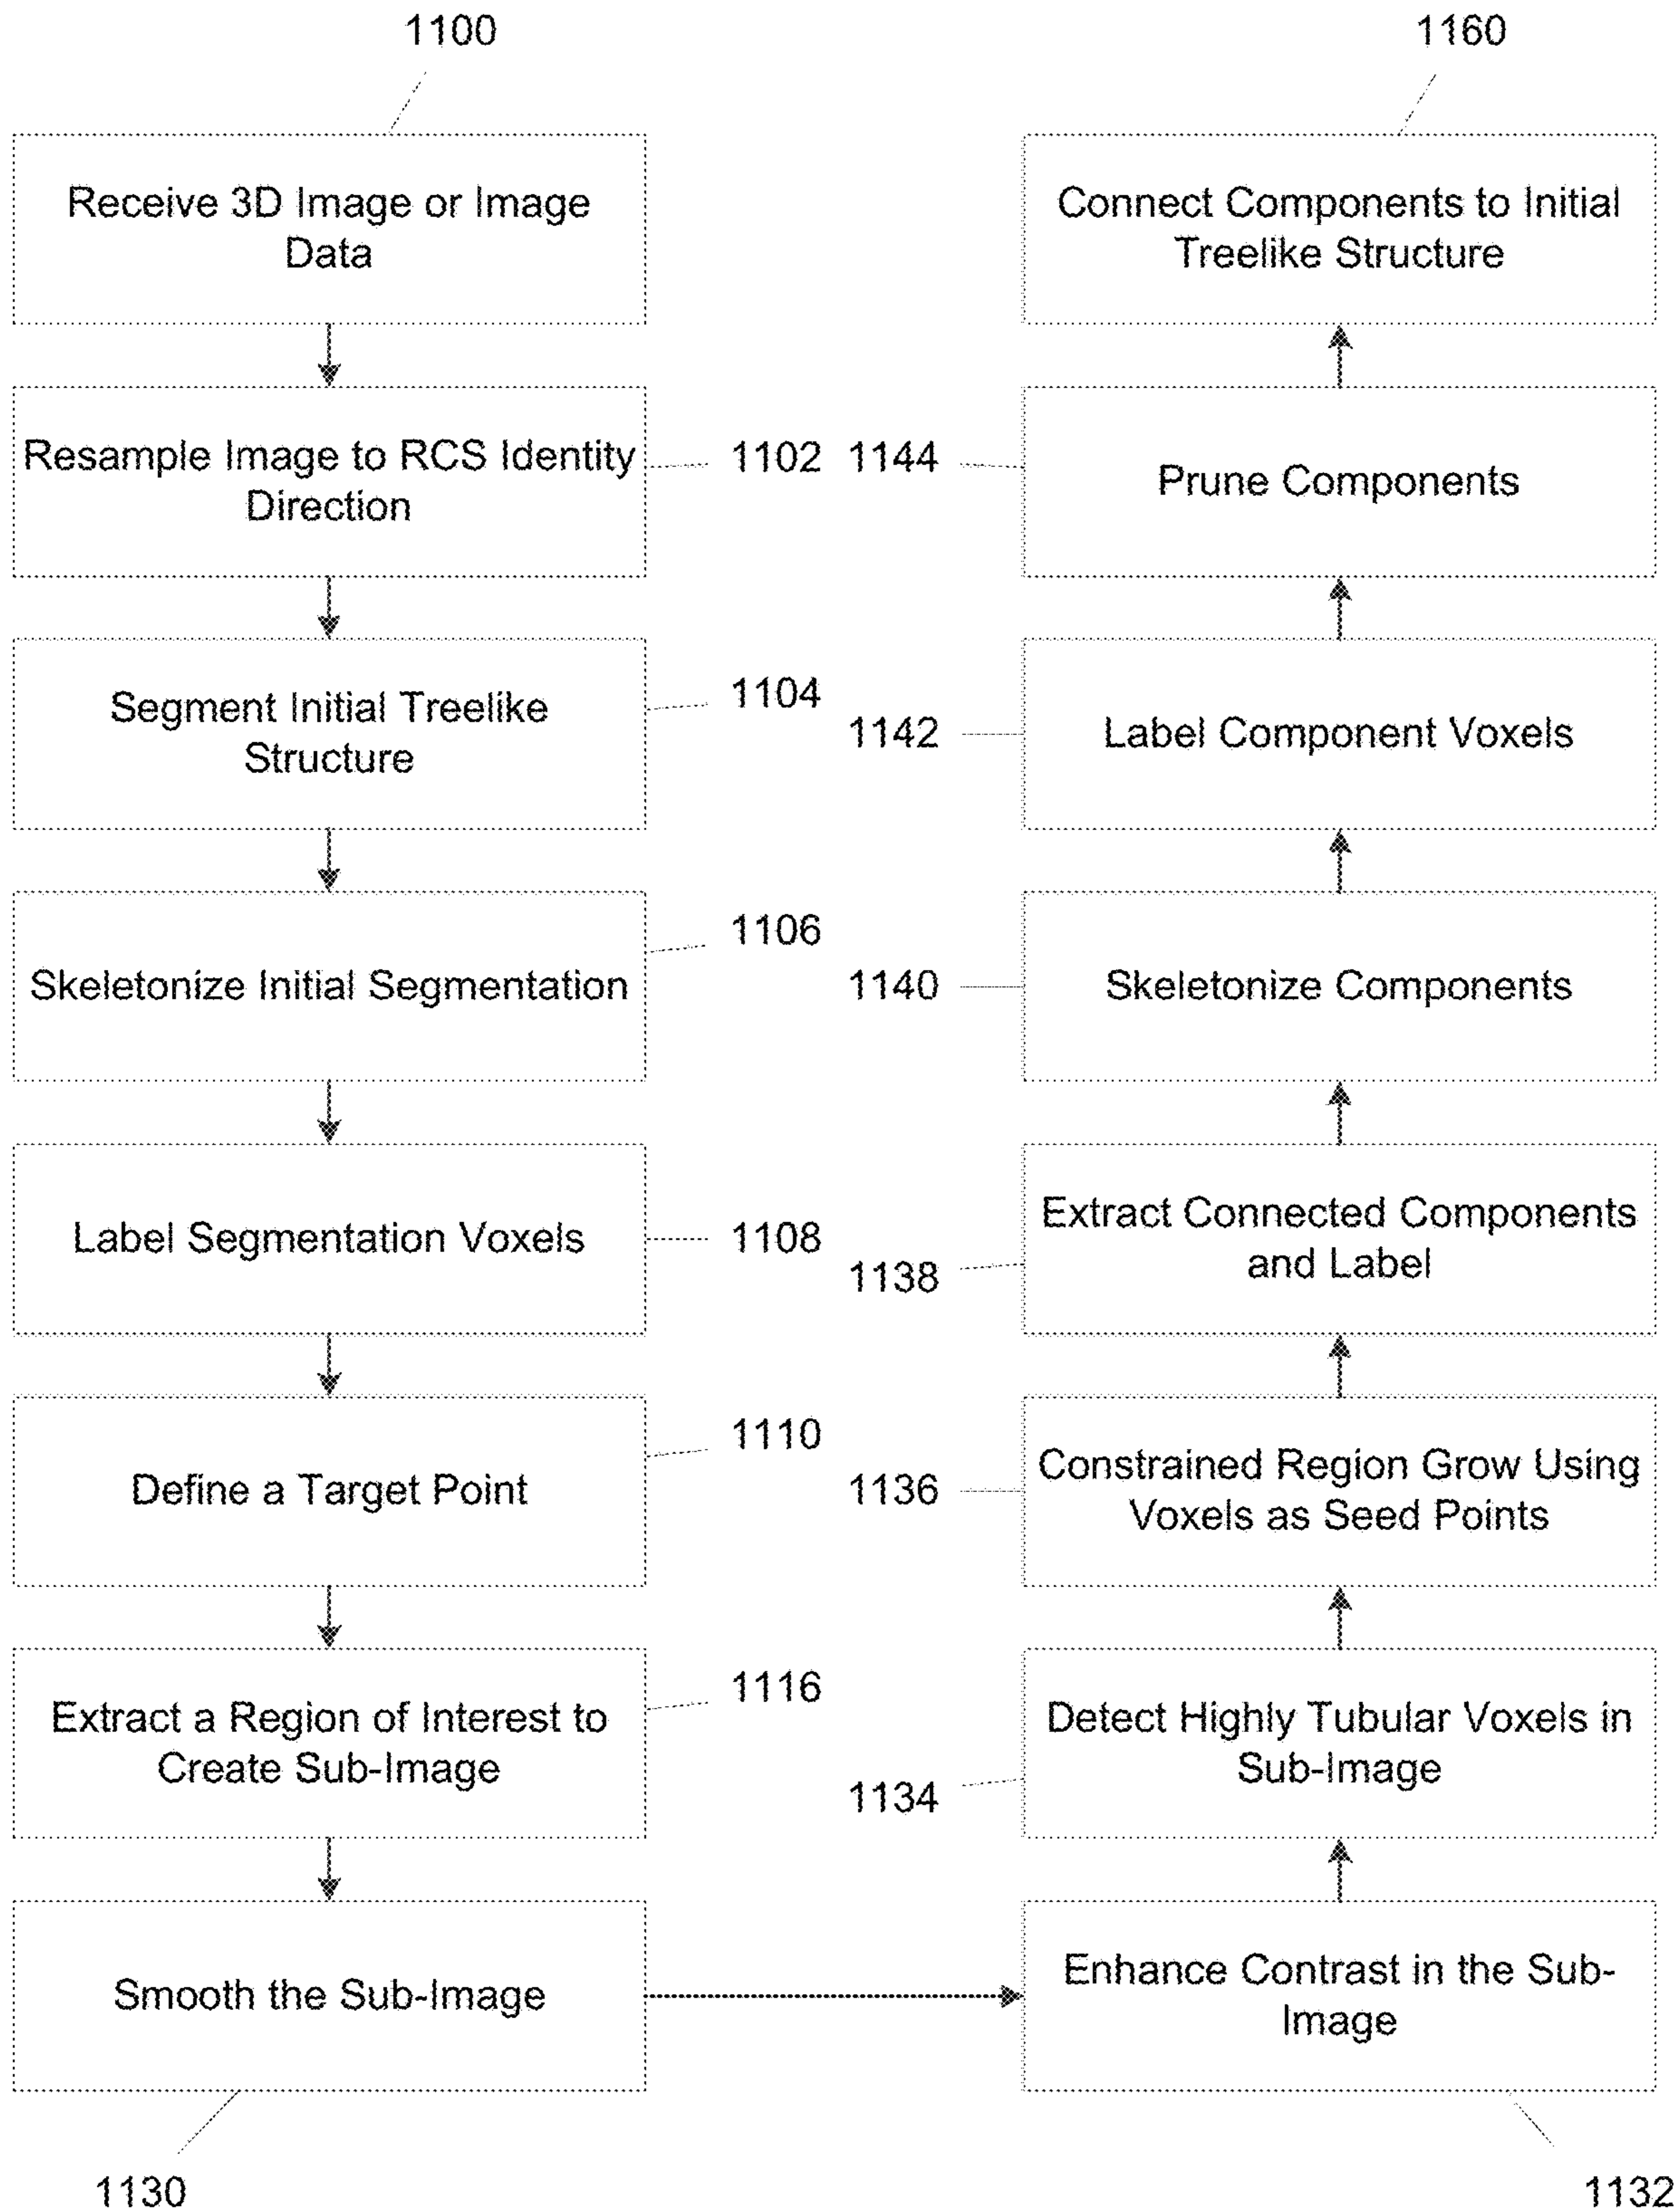 1100
Receive 3D Image or Image
Data
Resample Image to RCS Identity
Direction
1102
Segment Initial Treelike
Structure
1104
Skeletonize Initial Segmentation
1106
Label Segmentation Voxels
1108
Define a Target Point
1110
Extract a Region of Interest to
Create Sub-Image
1116
Smooth the Sub-Image
1130
Enhance Contrast in the Sub-
Image
1132
Detect Highly Tubular Voxels in
Sub-Image
1134
Constrained Region Grow Using
Voxels as Seed Points
1136
Extract Connected Components
and Label
1138
Skeletonize Components
1140
Label Component Voxels
1142
Prune Components
1144
Connect Components to Initial
Treelike Structure
1160